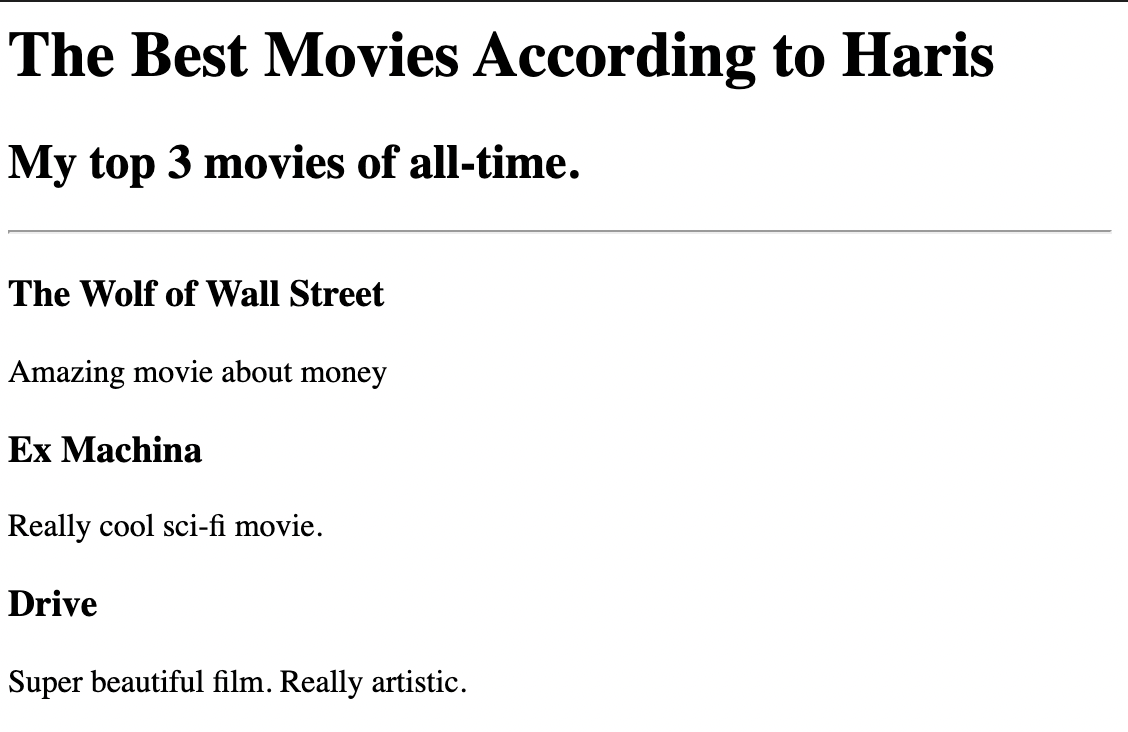 The Best Movies According to Haris
My top 3 movies of all-time.
The Wolf of Wall Street
Amazing movie about money
Ex Machina
Really cool sci-fi movie.
Drive
Super beautiful film. Really artistic.